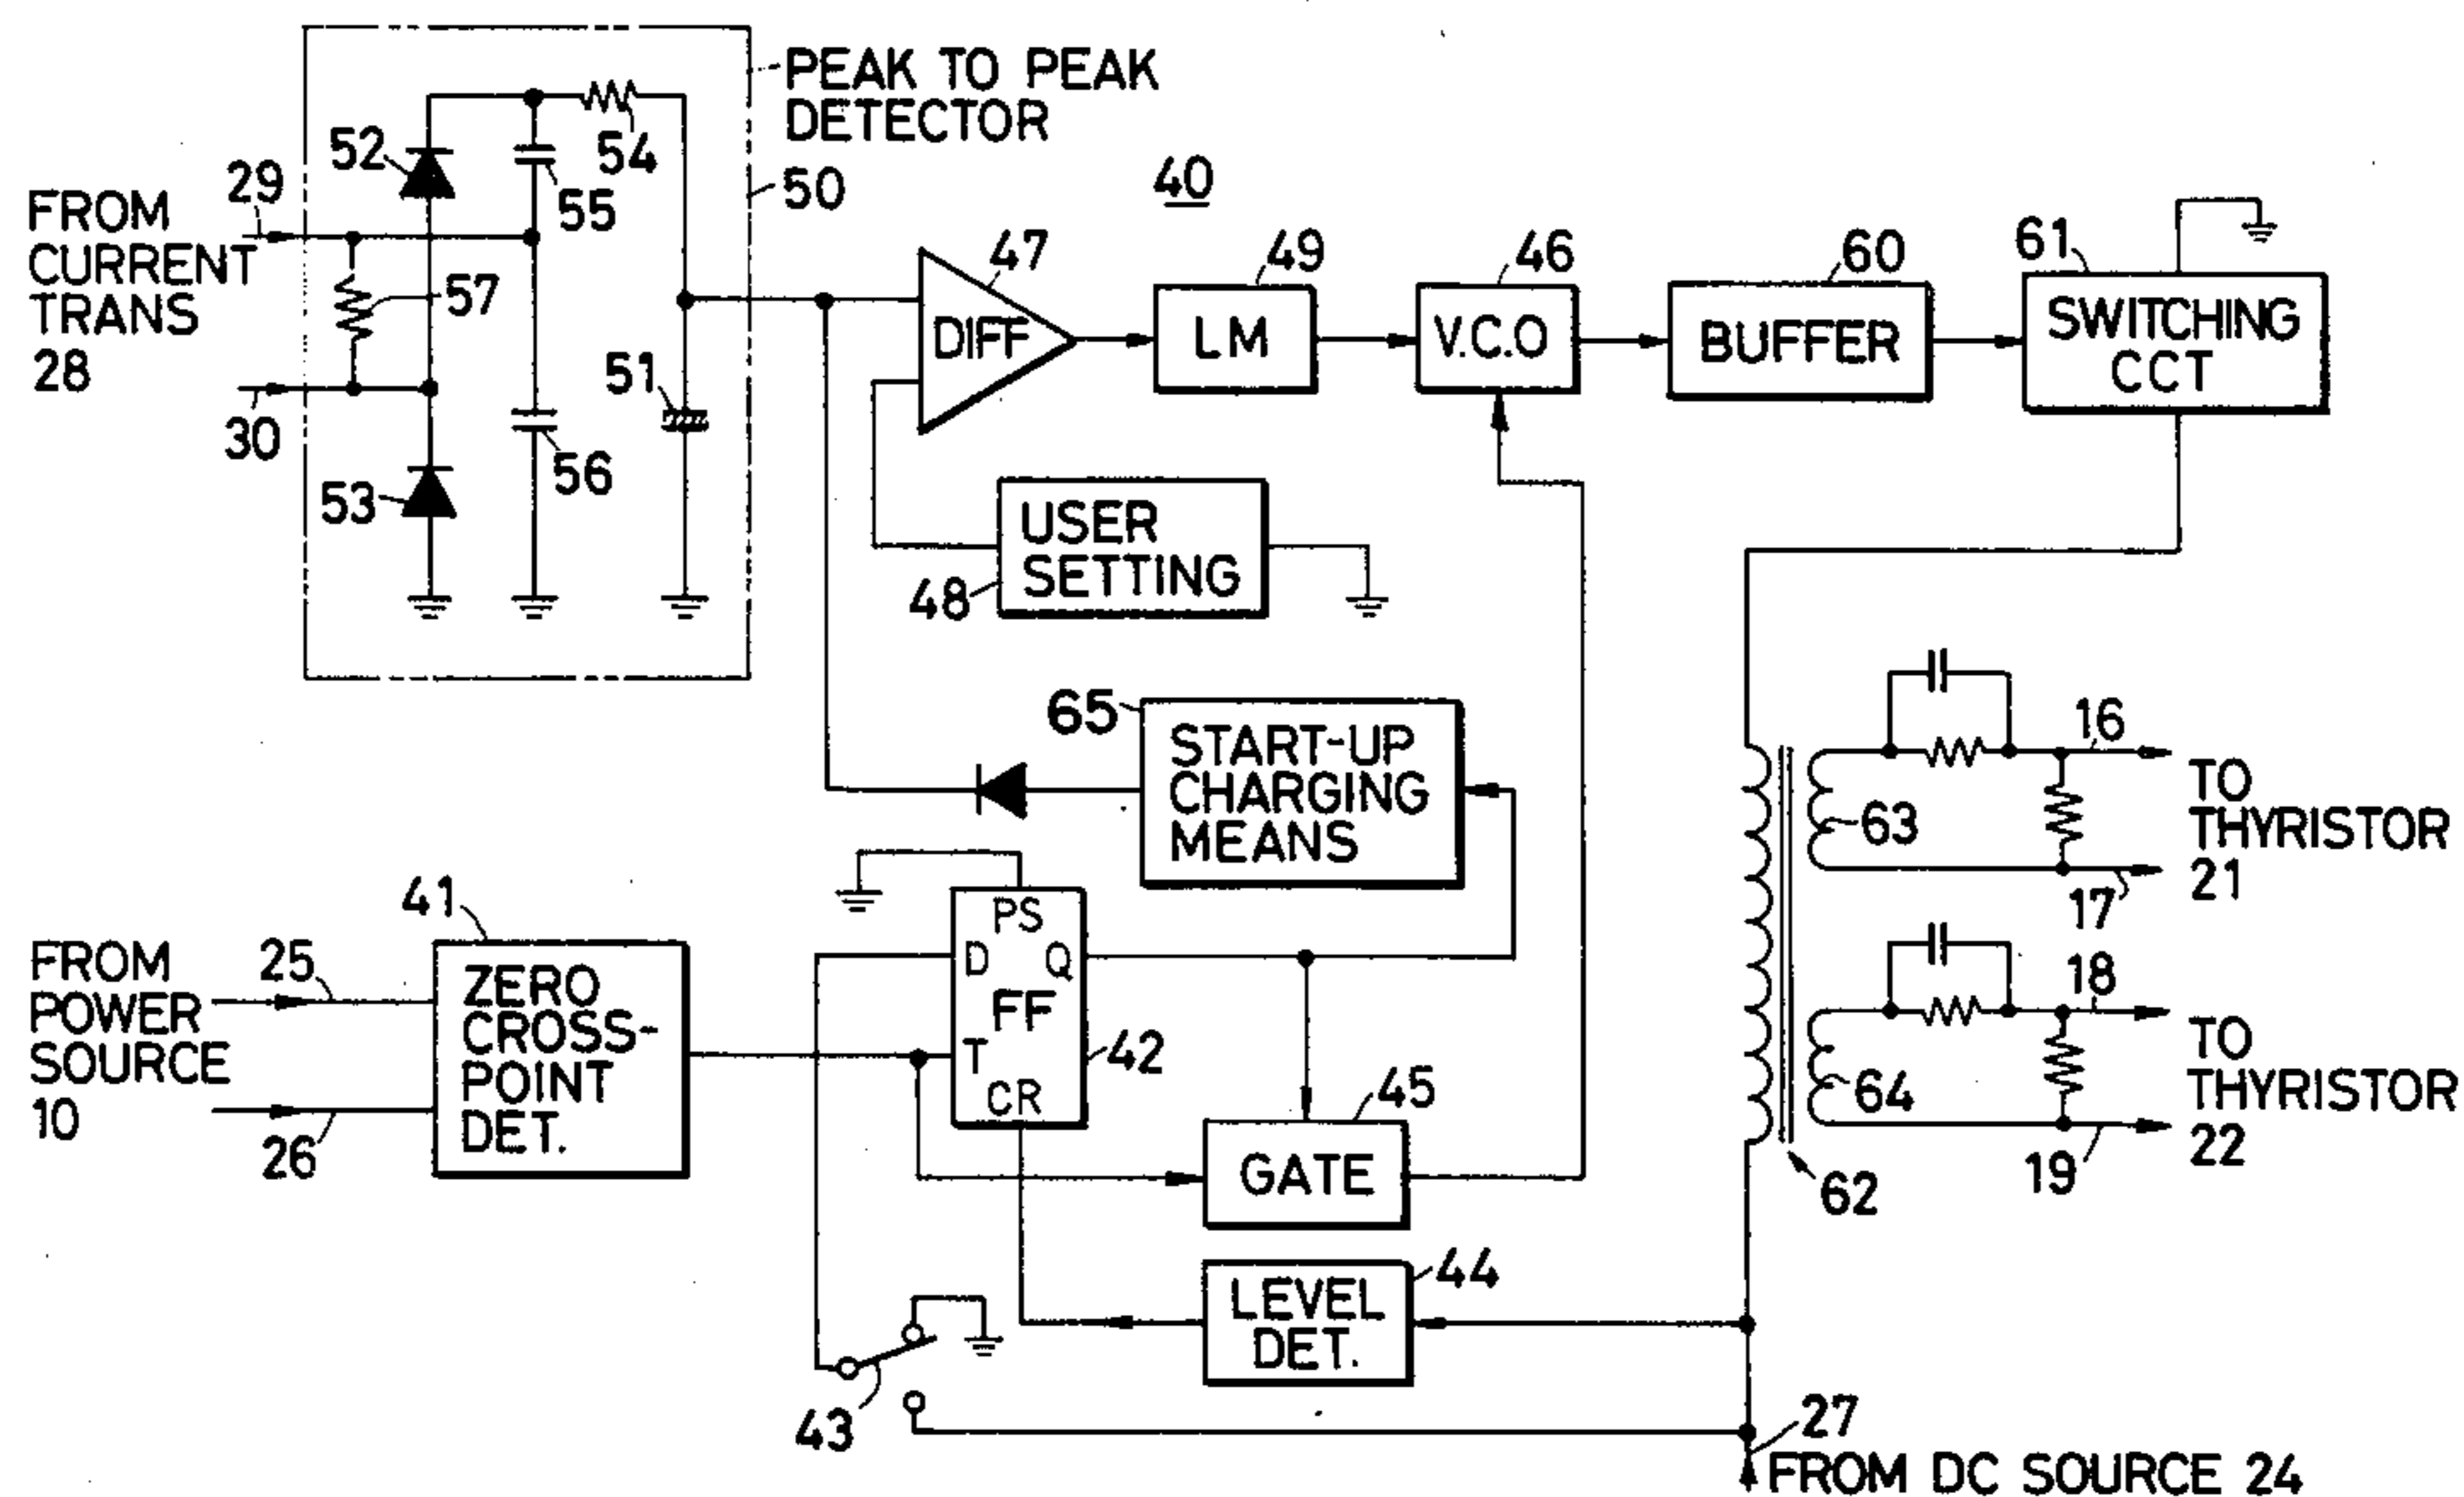 PEAK TO PEAK
DETECTOR
50
40
52
54
55
29
FROM
CURRENT
TRANS
28
57
30
51
53
56
47
DIFF
49
LM
46
V.C.O
60
BUFFER
61
SWITCHING
CCT
USER
SETTING
48
65
START-UP
CHARGING
MEANS
16
63
TO
THYRISTOR
21
17
18
64
TO
THYRISTOR
22
19
62
41
FROM
POWER
SOURCE
10
25
26
ZERO
CROSS-
POINT
DET.
PS
D
Q
FF
T
CR
42
45
GATE
44
LEVEL
DET.
43
27
FROM DC SOURCE 24